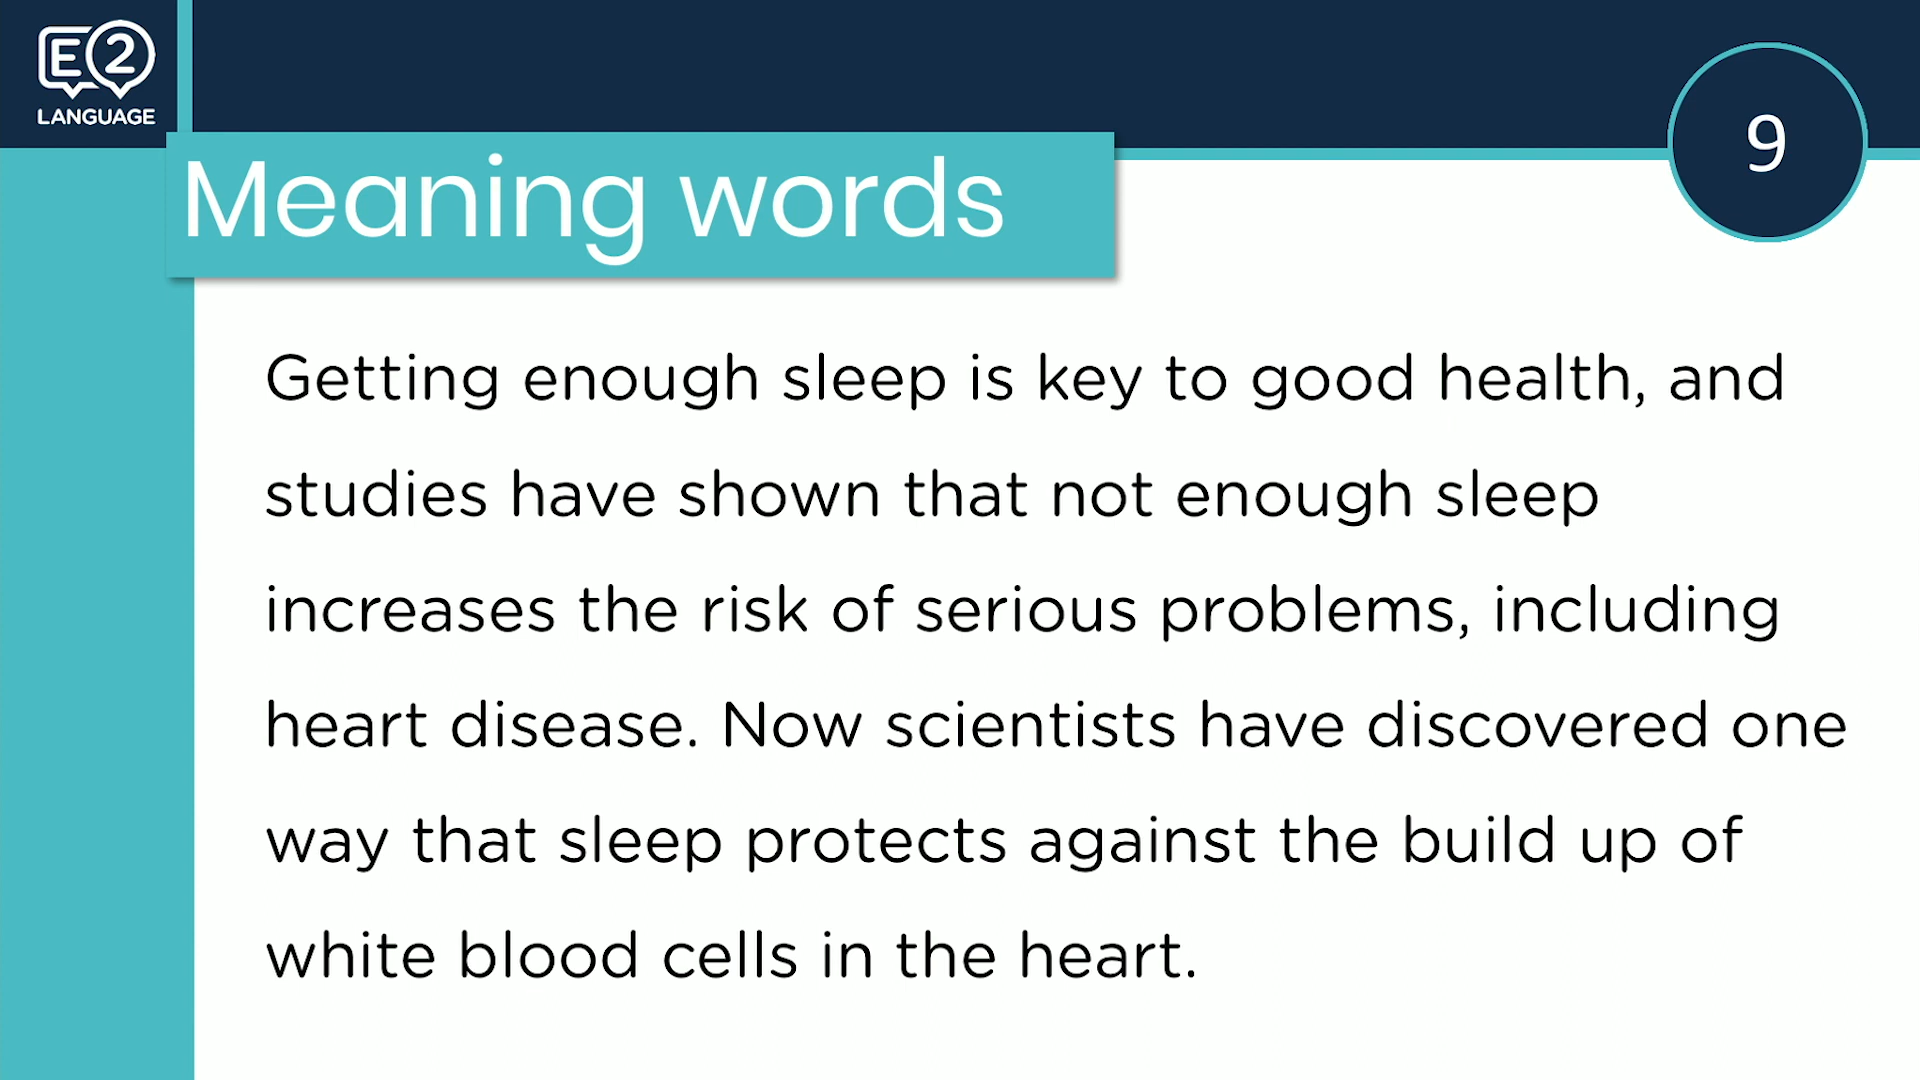 E2
LANGUAGE
9
Meaning words
Getting enough sleep is key to good health, and
studies have shown that not enough sleep
increases the risk of serious problems, including
heart disease. Now scientists have discovered one
way that sleep protects against the build up of
white blood cells in the heart.